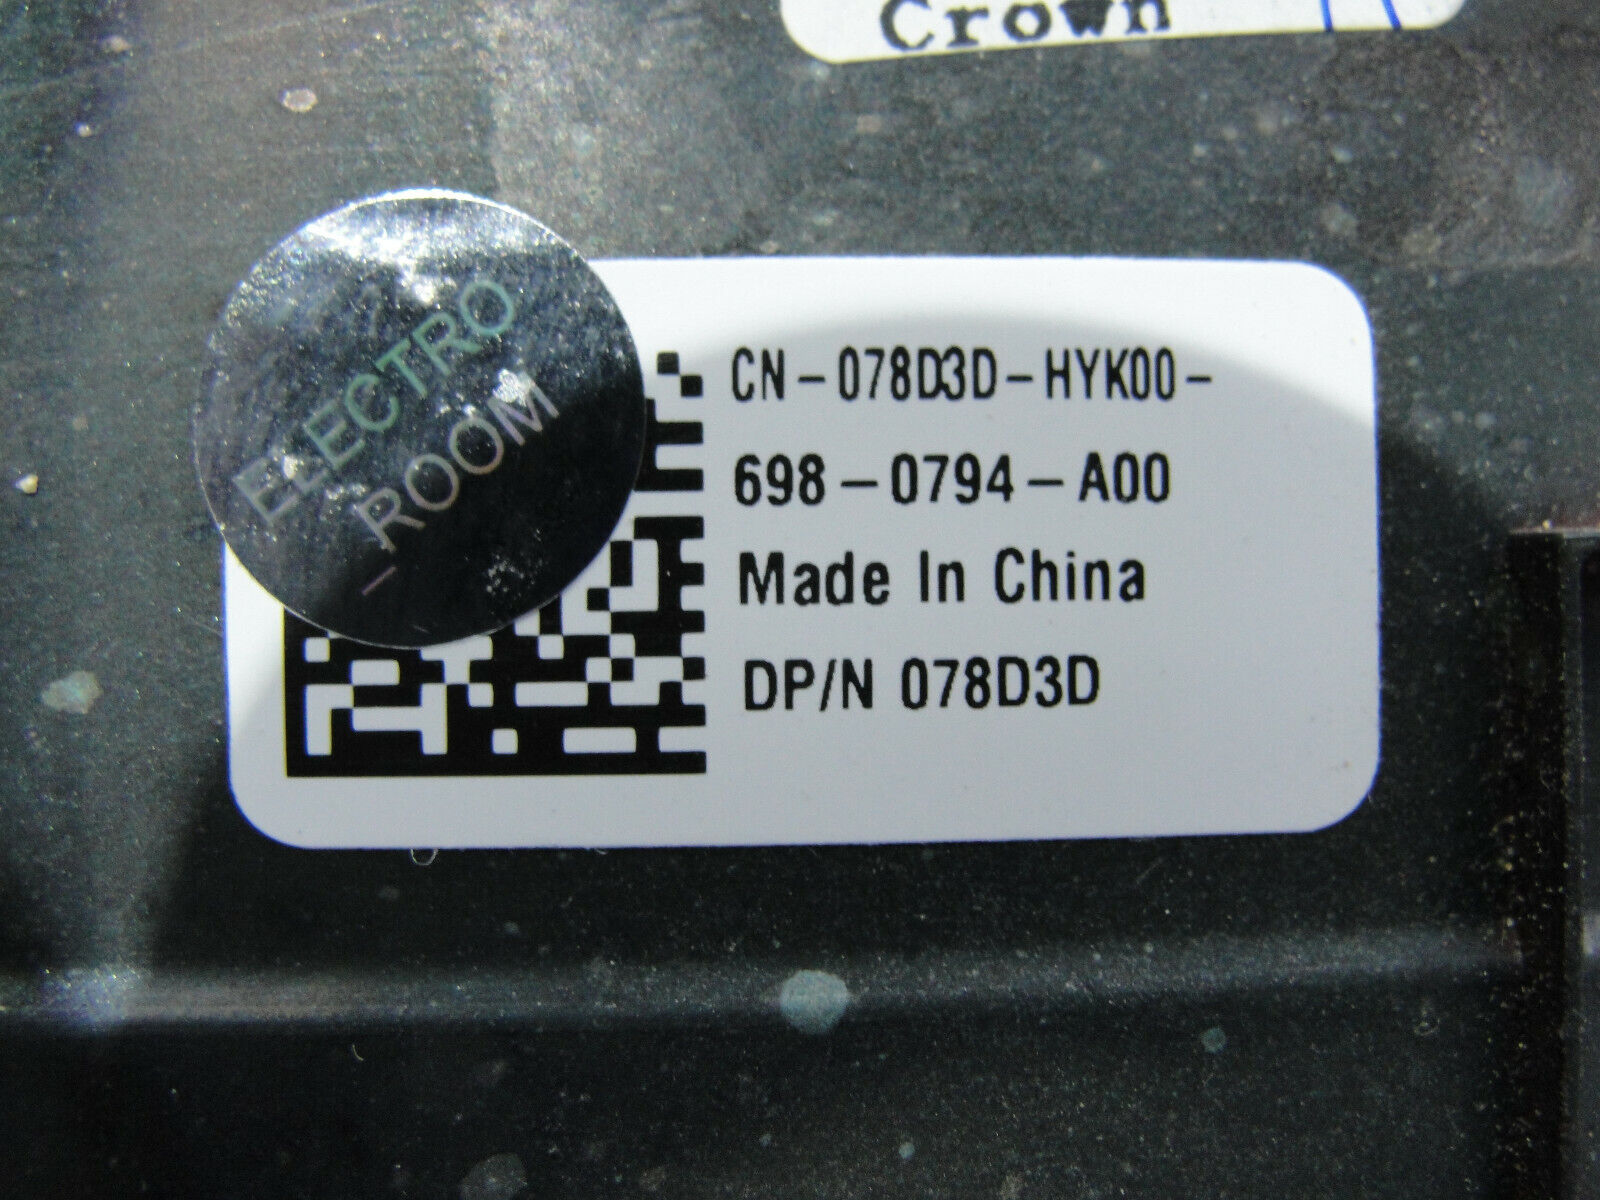 Crown
ELECTRO
-ROOM
CN-078D3D-HYK00-
698-0794-A00
Made In China
DP/N 078D3D